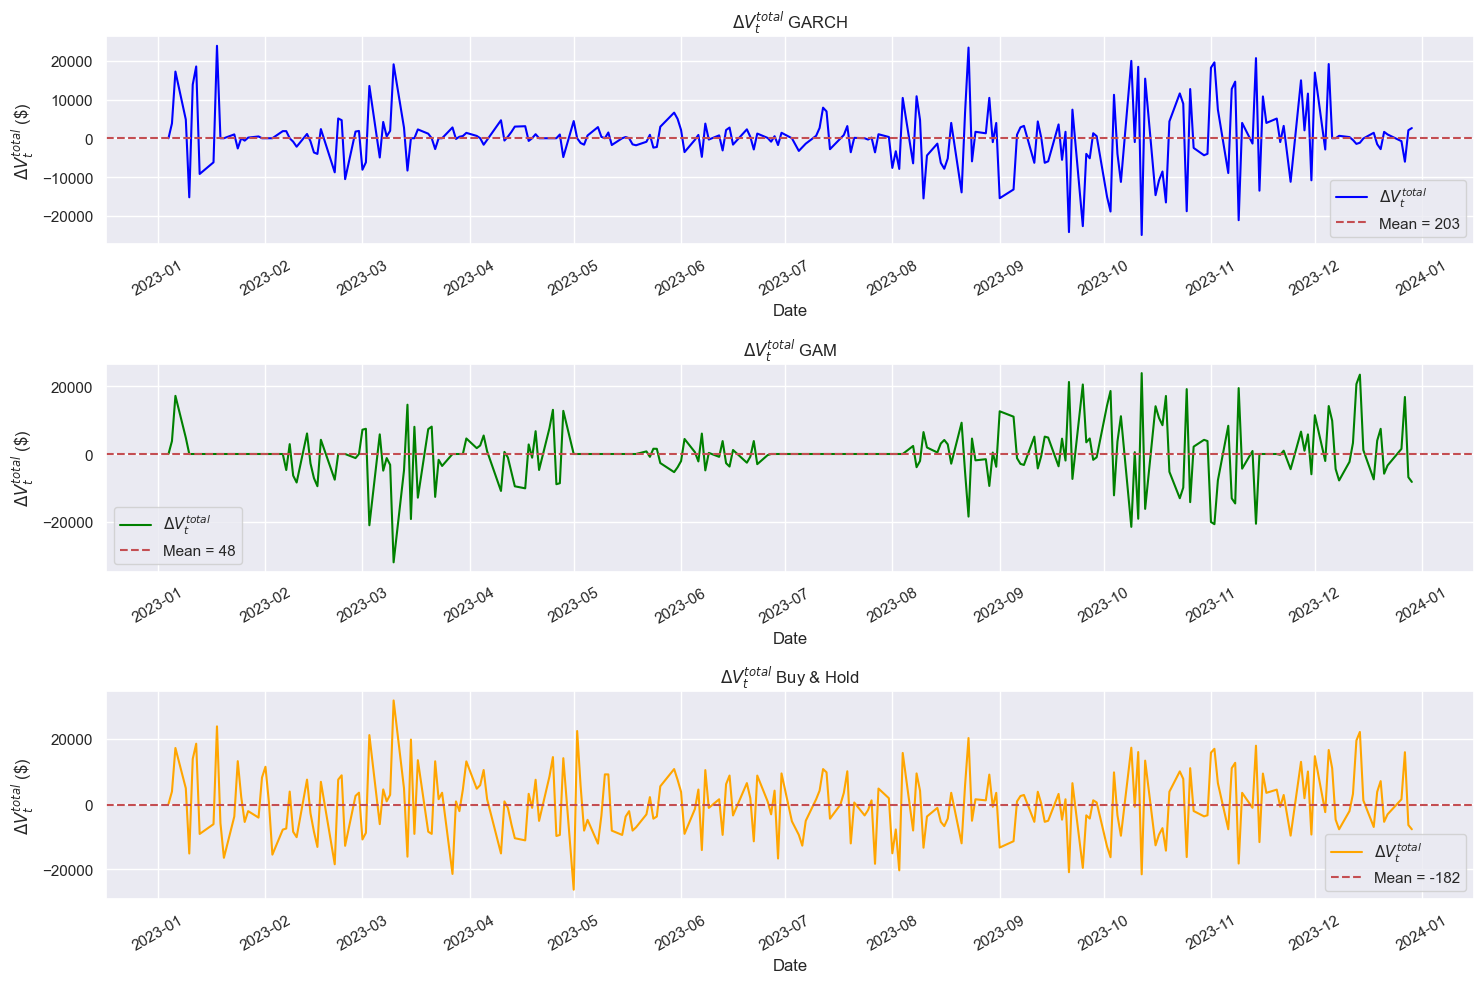 ΔV_t^{total} GARCH
ΔV_t^{total} ($)
20000
10000
0
−10000
−20000
ΔV_t^{total}
Mean = 203
2023-01 2023-02 2023-03 2023-04 2023-05 2023-06 2023-07 2023-08 2023-09 2023-10 2023-11 2023-12 2024-01
Date
ΔV_t^{total} GAM
ΔV_t^{total} ($)
20000
0
−20000
ΔV_t^{total}
Mean = 48
2023-01 2023-02 2023-03 2023-04 2023-05 2023-06 2023-07 2023-08 2023-09 2023-10 2023-11 2023-12 2024-01
Date
ΔV_t^{total} Buy & Hold
ΔV_t^{total} ($)
20000
0
−20000
ΔV_t^{total}
Mean = -182
2023-01 2023-02 2023-03 2023-04 2023-05 2023-06 2023-07 2023-08 2023-09 2023-10 2023-11 2023-12 2024-01
Date